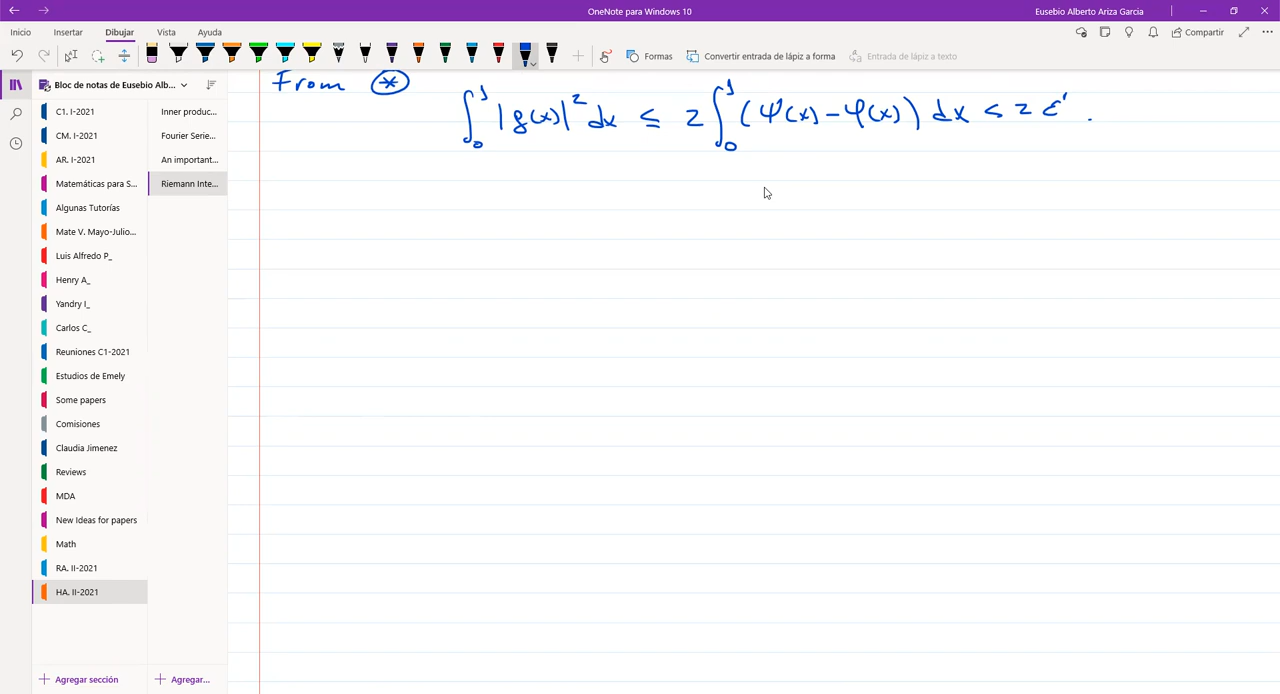 OneNote para Windows 10
Eusebio Alberto Ariza Garcia
Inicio Insertar Dibujar Vista Ayuda
Compartir
Formas Convertir entrada de lápiz a forma Entrada de lápiz a texto
Bloc de notas de Eusebio Alb...
C1. I-2021
CM. I-2021
AR. I-2021
Matemáticas para S...
Algunas Tutorías
Mate V. Mayo-Julio...
Luis Alfredo P_
Henry A_
Yandry I_
Carlos C_
Reuniones C1-2021
Estudios de Emely
Some papers
Comisiones
Claudia Jimenez
Reviews
MDA
New Ideas for papers
Math
RA. II-2021
HA. II-2021
Agregar sección
Inner produc...
Fourier Serie...
An important...
Riemann Inte...
Agregar...
From ⊛
∫₀¹ |g(x)|² dx ≤ 2 ∫₀¹ (ψ(x) − φ(x)) dx ≤ 2 ε' .